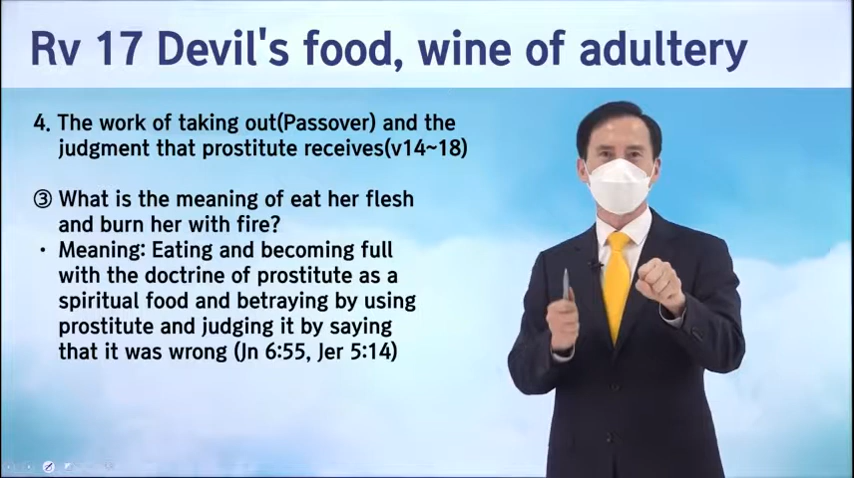 Rv 17 Devil's food, wine of adultery
4. The work of taking out(Passover) and the
judgment that prostitute receives(v14~18)
③ What is the meaning of eat her flesh
and burn her with fire?
• Meaning: Eating and becoming full
with the doctrine of prostitute as a
spiritual food and betraying by using
prostitute and judging it by saying
that it was wrong (Jn 6:55, Jer 5:14)